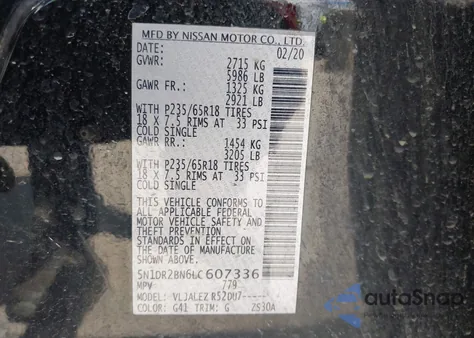 MFD BY NISSAN MOTOR CO., LTD.
DATE: 02/20
GVWR: 2715 KG
5986 LB
GAWR FR.: 1325 KG
2921 LB
WITH P235/65R18 TIRES
18 X 7.5 RIMS AT 33 PSI
COLD SINGLE
GAWR RR.: 1454 KG
3205 LB
WITH P235/65R18 TIRES
18 X 7.5 RIMS AT 33 PSI
COLD SINGLE
THIS VEHICLE CONFORMS TO
ALL APPLICABLE FEDERAL
MOTOR VEHICLE SAFETY AND
THEFT PREVENTION
STANDARDS IN EFFECT ON THE
DATE OF MANUFACTURE SHOWN
ABOVE.
5N1DR2BN6LC607336
MPV 779
VLJALEZ R52DU7------
COLOR: G41 TRIM: G ZS30A
autoSnap